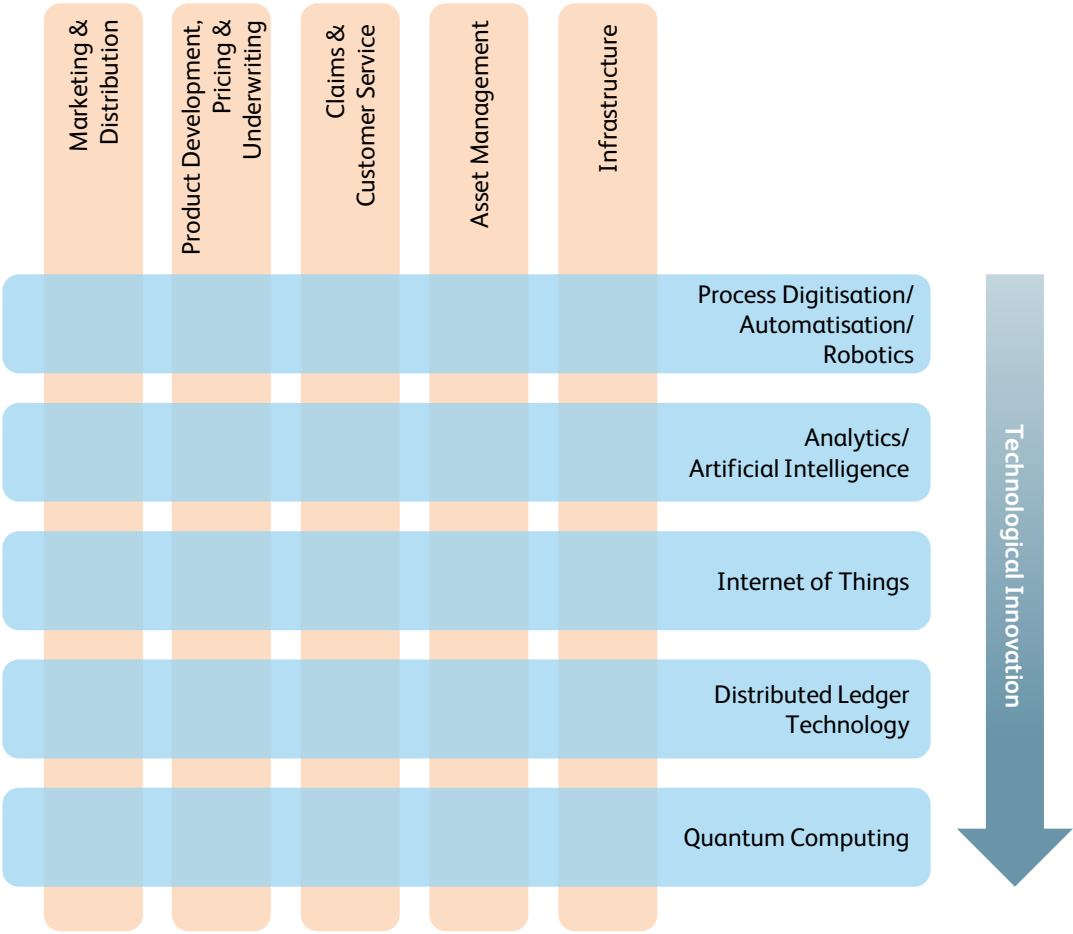 Marketing &
Distribution
Product Development,
Pricing &
Underwriting
Claims &
Customer Service
Asset Management
Infrastructure
Process Digitisation/
Automatisation/
Robotics
Analytics/
Artificial Intelligence
Internet of Things
Distributed Ledger
Technology
Quantum Computing
Technological Innovation